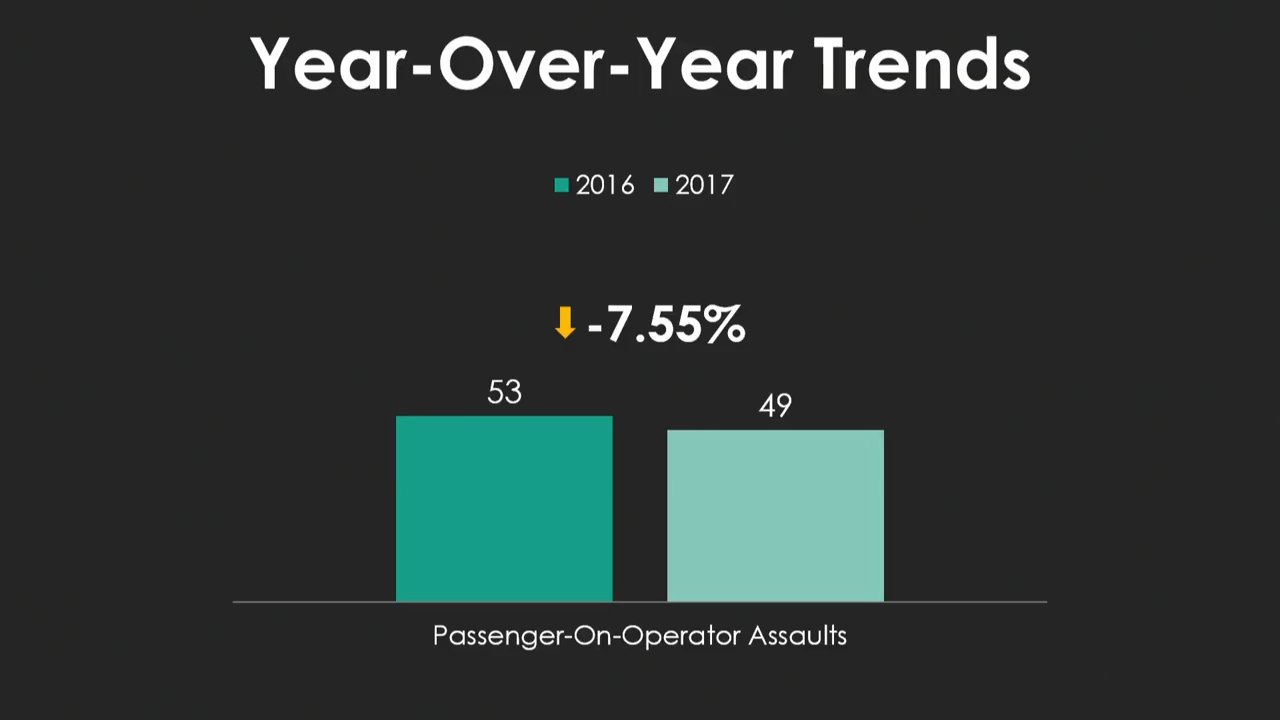 Year-Over-Year Trends
2016 2017
-7.55%
53
49
Passenger-On-Operator Assaults